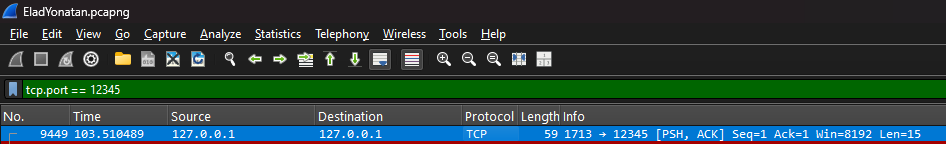 EladYonatan.pcapng
File Edit View Go Capture Analyze Statistics Telephony Wireless Tools Help
tcp.port == 12345
No. Time Source Destination Protocol Length Info
9449 103.510489 127.0.0.1 127.0.0.1 TCP 59 1713 → 12345 [PSH, ACK] Seq=1 Ack=1 Win=8192 Len=15